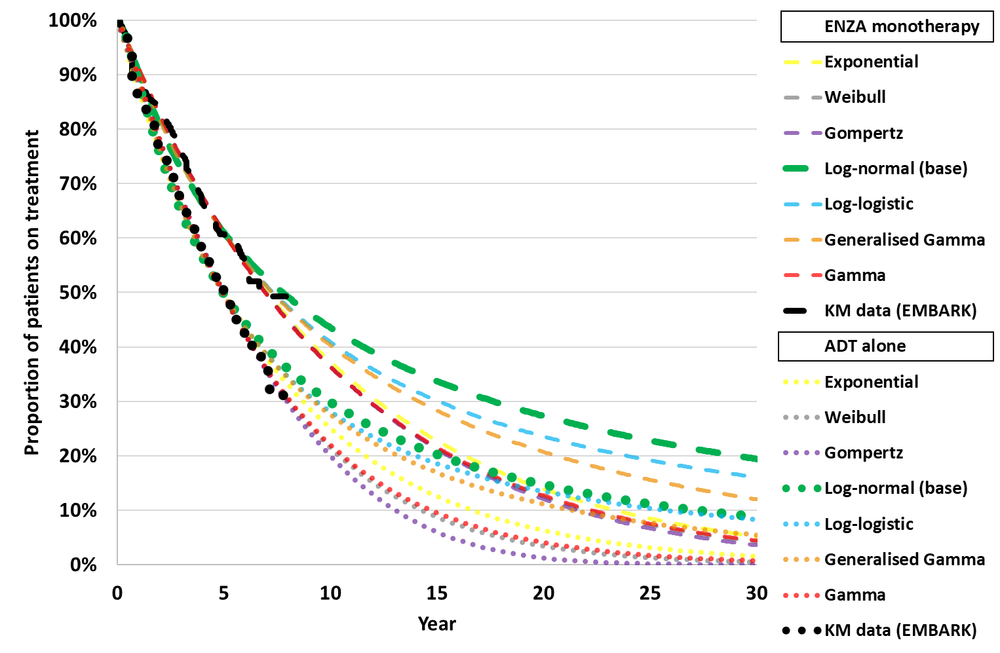 100%
90%
80%
70%
60%
50%
40%
30%
20%
10%
0%
Proportion of patients on treatment
0 5 10 15 20 25 30
Year
ENZA monotherapy
Exponential
Weibull
Gompertz
Log-normal (base)
Log-logistic
Generalised Gamma
Gamma
KM data (EMBARK)
ADT alone
Exponential
Weibull
Gompertz
Log-normal (base)
Log-logistic
Generalised Gamma
Gamma
KM data (EMBARK)